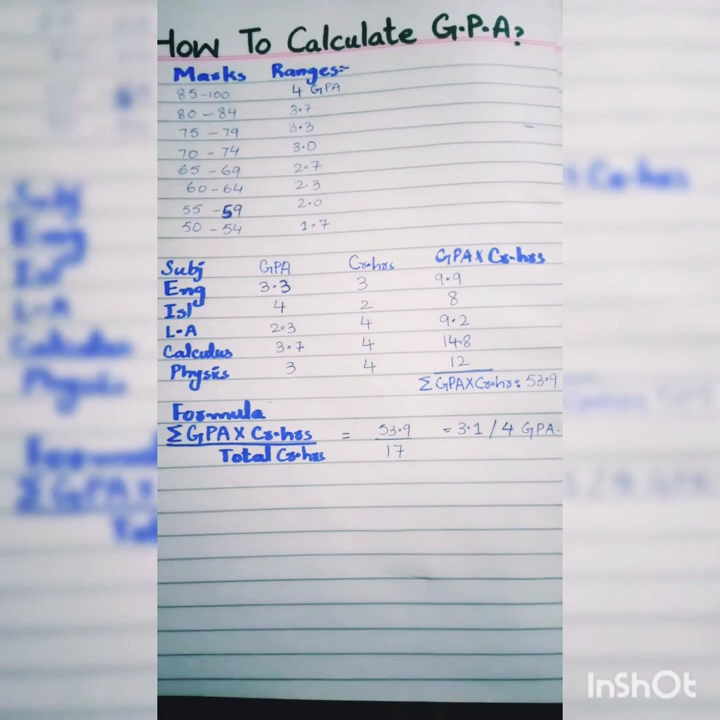 How To Calculate G.P.A?
Marks Ranges:-
85-100 4 GPA
80-84 3.7
75-79 3.3
70-74 3.0
65-69 2.7
60-64 2.3
55-59 2.0
50-54 1.7
Subj GPA Cr.hrs GPAX Cr.hrs
Eng 3.3 3 9.9
Isl 4 2 8
L.A 2.3 4 9.2
Calculus 3.7 4 14.8
Physics 3 4 12
ΣGPAXCr.hrs: 53.9
Formula
ΣGPAX Cr.hrs = 53.9 = 3.1/4 GPA.
Total Cr.hrs 17
InShOt